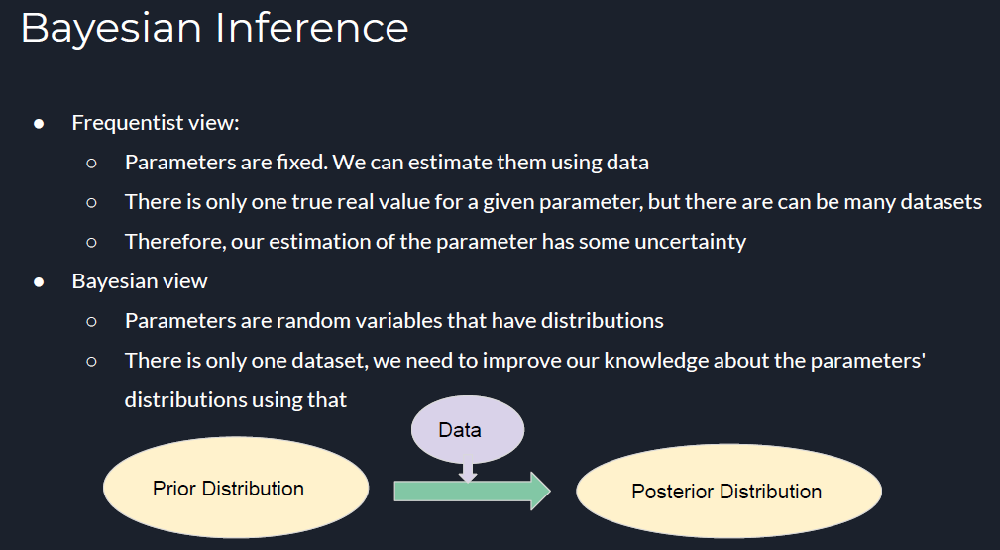 Bayesian Inference
● Frequentist view:
○ Parameters are fixed. We can estimate them using data
○ There is only one true real value for a given parameter, but there are can be many datasets
○ Therefore, our estimation of the parameter has some uncertainty
● Bayesian view
○ Parameters are random variables that have distributions
○ There is only one dataset, we need to improve our knowledge about the parameters'
distributions using that
Data
Prior Distribution
Posterior Distribution